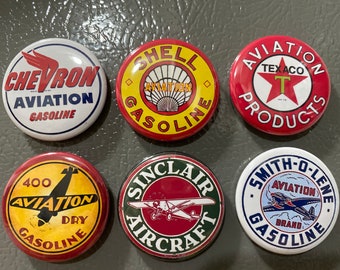 CHEVRON
AVIATION
GASOLINE
SHELL
AVIATION
GASOLINE
AVIATION
TEXACO
T
PRODUCTS
400
AVIATION
DRY
GASOLINE
SINCLAIR
AIRCRAFT
SMITH-O-LENE
AVIATION
BRAND
GASOLINE